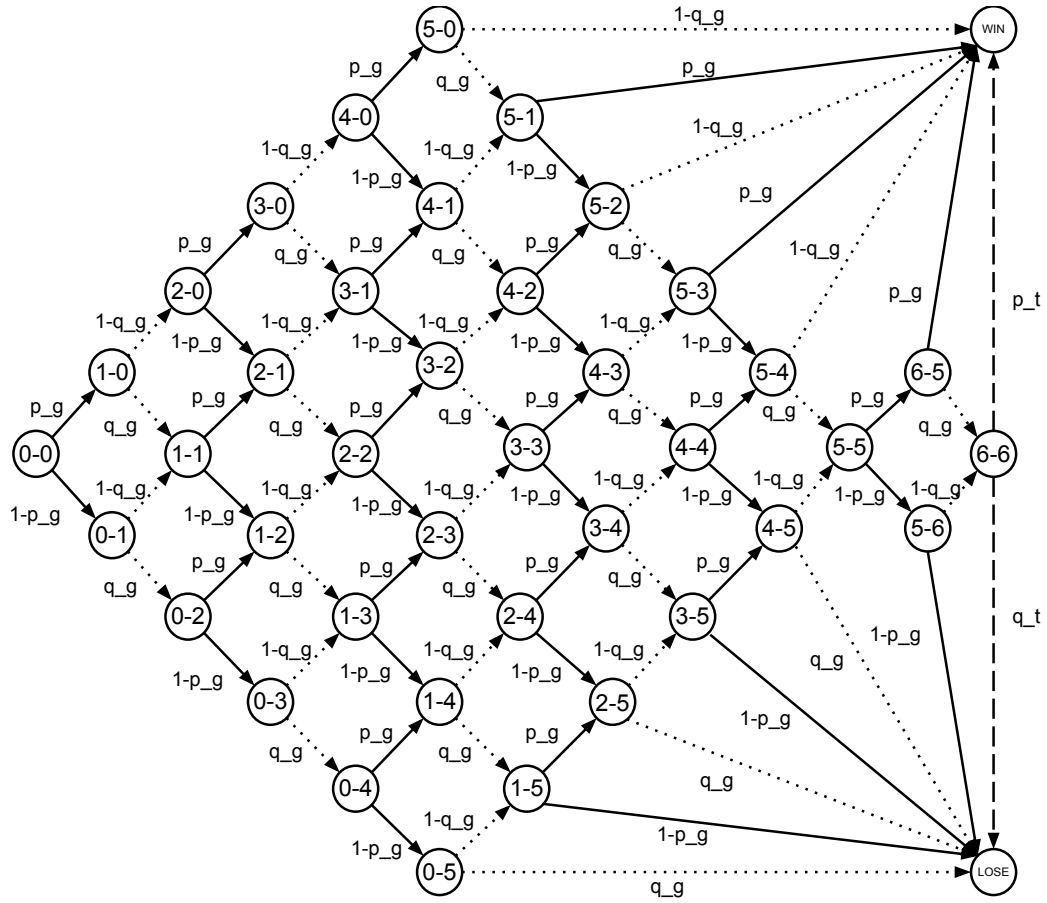 5-0
1-q_g
WIN
p_g
q_g
p_g
4-0
5-1
1-q_g
1-q_g
1-q_g
1-p_g
1-p_g
3-0
4-1
5-2
p_g
p_g
q_g
p_g
q_g
p_g
q_g
1-q_g
2-0
3-1
4-2
5-3
p_g
p_t
1-q_g
1-q_g
1-q_g
1-q_g
1-p_g
1-p_g
1-p_g
1-p_g
1-0
2-1
3-2
4-3
5-4
6-5
p_g
p_g
p_g
p_g
p_g
p_g
q_g
q_g
q_g
q_g
q_g
q_g
0-0
1-1
2-2
3-3
4-4
5-5
6-6
1-p_g
1-q_g
1-q_g
1-q_g
1-q_g
1-q_g
1-q_g
1-p_g
1-p_g
1-p_g
1-p_g
1-p_g
0-1
1-2
2-3
3-4
4-5
5-6
q_g
p_g
q_g
p_g
q_g
p_g
q_g
p_g
0-2
1-3
2-4
3-5
q_t
1-p_g
1-q_g
1-q_g
1-q_g
1-p_g
1-p_g
1-p_g
q_g
0-3
1-4
2-5
1-p_g
q_g
p_g
q_g
p_g
q_g
0-4
1-5
1-q_g
1-p_g
1-p_g
0-5
LOSE
q_g